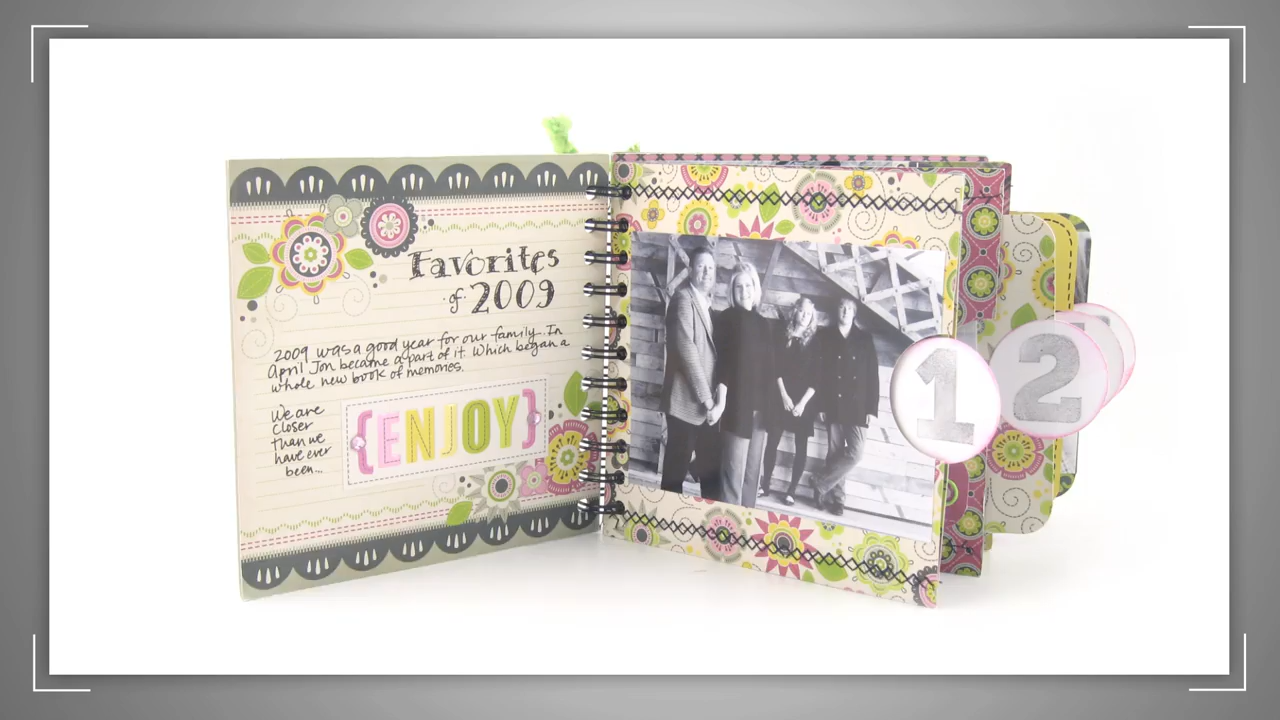 Favorites
of 2009
2009 was a good year for our family. In
April Jon became a part of it. Which began a
whole new book of memories.
We are
closer
than we
have ever
been...
{ENJOY}
1
2